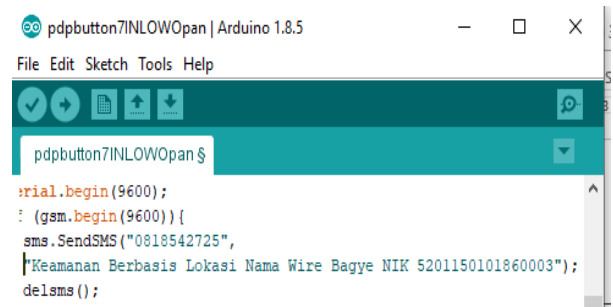 pdpbutton7INLOWOpan | Arduino 1.8.5
File Edit Sketch Tools Help
pdpbutton7INLOWOpan §
erial.begin(9600);
(gsm.begin(9600)){
sms.SendSMS("0818542725",
"Keamanan Berbasis Lokasi Nama Wire Bagye NIK 5201150101860003");
delsms();